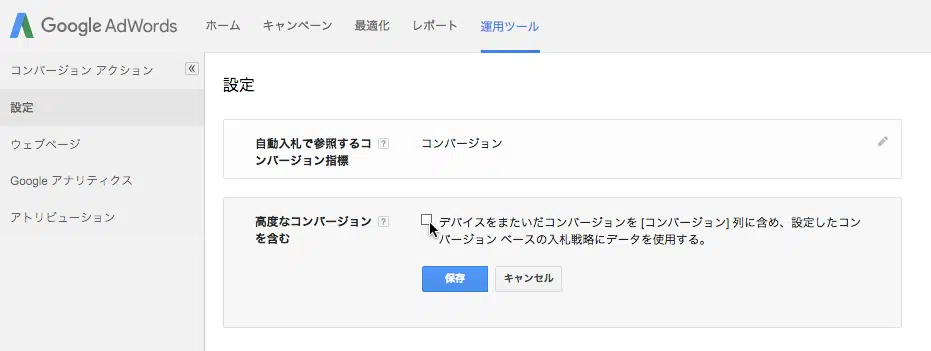 Google AdWords ホーム キャンペーン 最適化 レポート 運用ツール
コンバージョン アクション «
設定
ウェブページ
Google アナリティクス
アトリビューション
設定
自動入札で参照するコ ?
ンバージョン指標
コンバージョン
高度なコンバージョン ?
を含む
デバイスをまたいだコンバージョンを [コンバージョン] 列に含め、設定したコン
バージョン ベースの入札戦略にデータを使用する。
保存 キャンセル